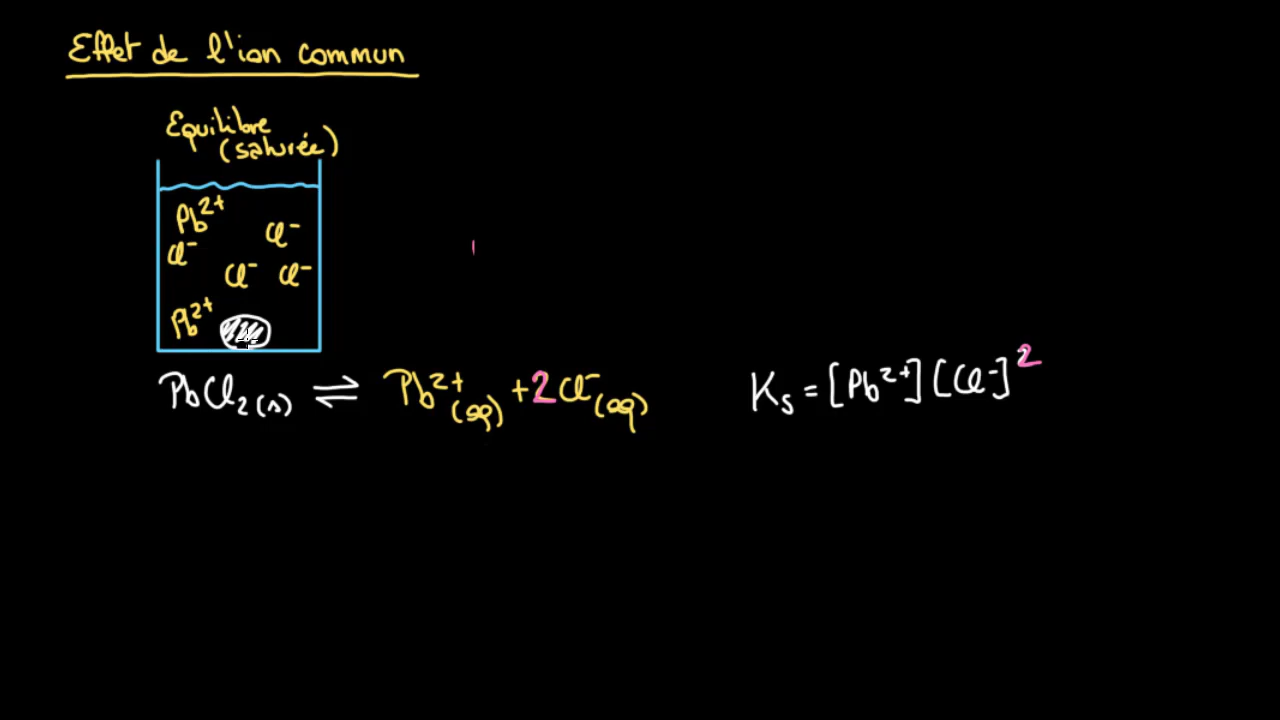 Effet de l'ion commun
Equilibre
(saturée)
Pb²⁺
Cl⁻
Cl⁻
Cl⁻ Cl⁻
Pb²⁺
PbCl₂(s) ⇌ Pb²⁺(aq) + 2Cl⁻(aq)
Ks = [Pb²⁺][Cl⁻]²